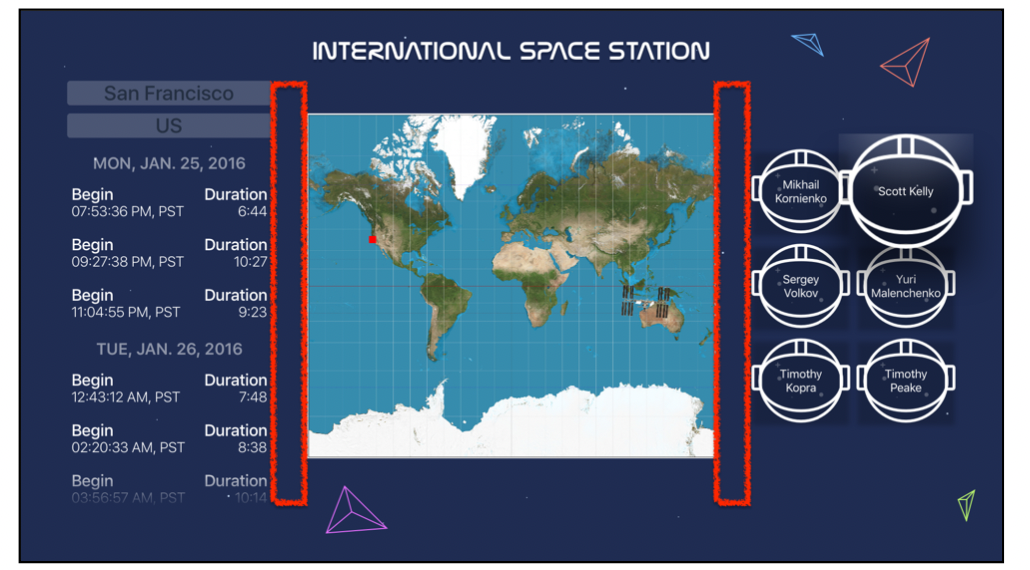 INTERNATIONAL SPACE STATION
San Francisco
US
MON, JAN. 25, 2016
Begin Duration
07:53:36 PM, PST 6:44
Begin Duration
09:27:38 PM, PST 10:27
Begin Duration
11:04:55 PM, PST 9:23
TUE, JAN. 26, 2016
Begin Duration
12:43:12 AM, PST 7:48
Begin Duration
02:20:33 AM, PST 8:38
Begin Duration
03:56:57 AM, PST 10:14
Mikhail
Kornienko
Scott Kelly
Sergey
Volkov
Yuri
Malenchenko
Timothy
Kopra
Timothy
Peake